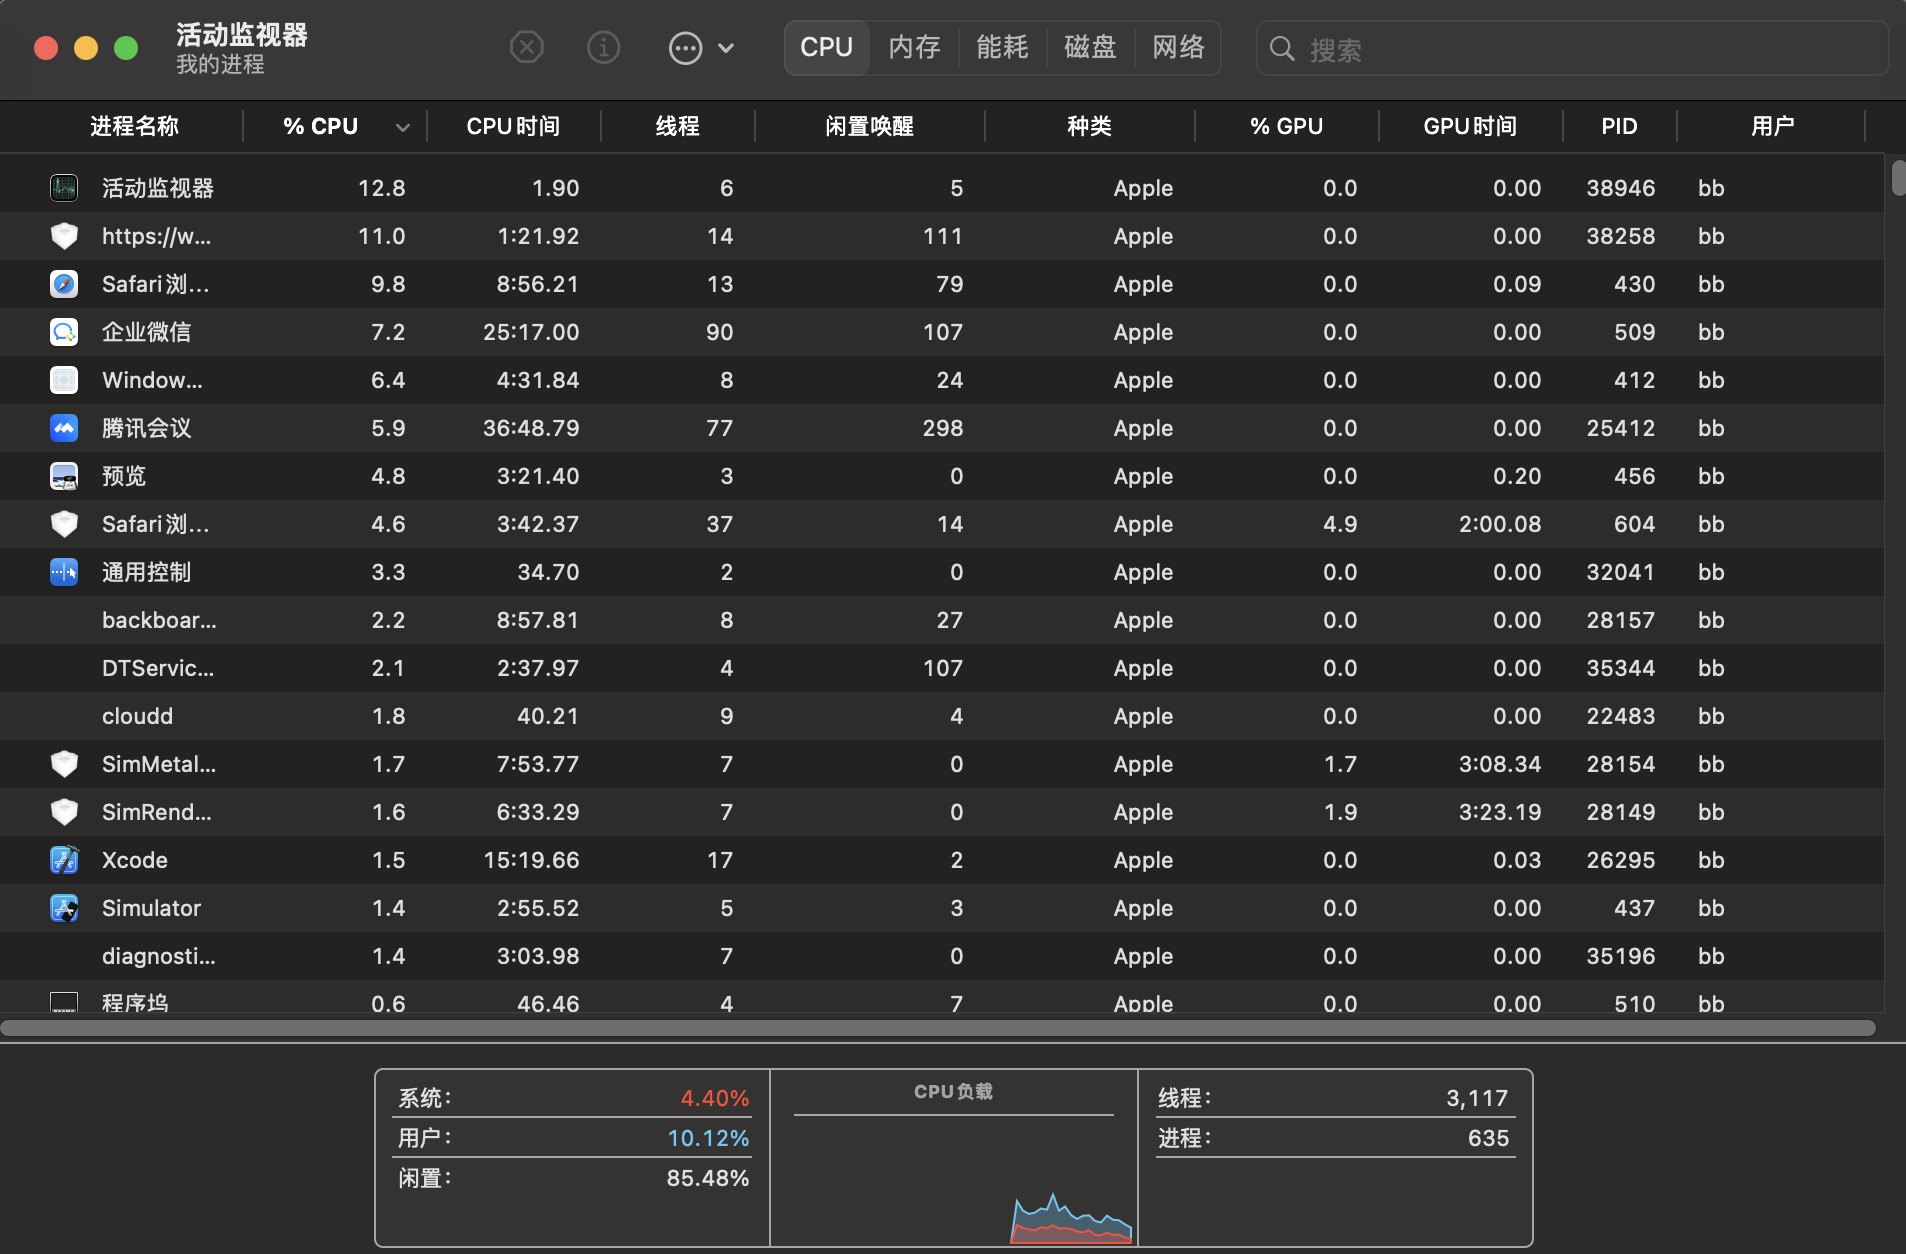 活动监视器
我的进程
CPU 内存 能耗 磁盘 网络 搜索
进程名称 % CPU CPU时间 线程 闲置唤醒 种类 % GPU GPU时间 PID 用户
活动监视器 12.8 1.90 6 5 Apple 0.0 0.00 38946 bb
https://w... 11.0 1:21.92 14 111 Apple 0.0 0.00 38258 bb
Safari浏... 9.8 8:56.21 13 79 Apple 0.0 0.09 430 bb
企业微信 7.2 25:17.00 90 107 Apple 0.0 0.00 509 bb
Window... 6.4 4:31.84 8 24 Apple 0.0 0.00 412 bb
腾讯会议 5.9 36:48.79 77 298 Apple 0.0 0.00 25412 bb
预览 4.8 3:21.40 3 0 Apple 0.0 0.20 456 bb
Safari浏... 4.6 3:42.37 37 14 Apple 4.9 2:00.08 604 bb
通用控制 3.3 34.70 2 0 Apple 0.0 0.00 32041 bb
backboar... 2.2 8:57.81 8 27 Apple 0.0 0.00 28157 bb
DTServic... 2.1 2:37.97 4 107 Apple 0.0 0.00 35344 bb
cloudd 1.8 40.21 9 4 Apple 0.0 0.00 22483 bb
SimMetal... 1.7 7:53.77 7 0 Apple 1.7 3:08.34 28154 bb
SimRend... 1.6 6:33.29 7 0 Apple 1.9 3:23.19 28149 bb
Xcode 1.5 15:19.66 17 2 Apple 0.0 0.03 26295 bb
Simulator 1.4 2:55.52 5 3 Apple 0.0 0.00 437 bb
diagnosti... 1.4 3:03.98 7 0 Apple 0.0 0.00 35196 bb
程序坞 0.6 46.46 4 7 Apple 0.0 0.00 510 bb
系统： 4.40%
用户： 10.12%
闲置： 85.48%
CPU负载
线程： 3,117
进程： 635